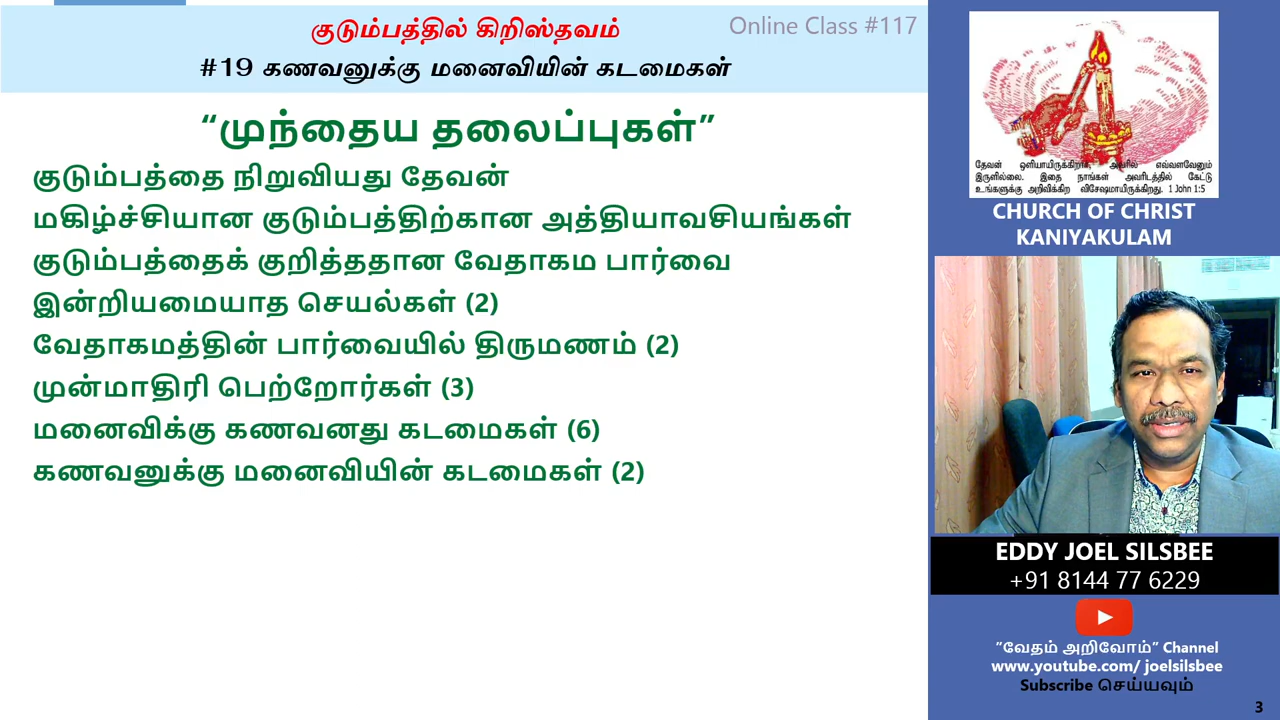 குடும்பத்தில் கிறிஸ்தவம்
Online Class #117
#19 கணவனுக்கு மனைவியின் கடமைகள்
“முந்தைய தலைப்புகள்”
குடும்பத்தை நிறுவியது தேவன்
மகிழ்ச்சியான குடும்பத்திற்கான அத்தியாவசியங்கள்
குடும்பத்தைக் குறித்ததான வேதாகம பார்வை
இன்றியமையாத செயல்கள் (2)
வேதாகமத்தின் பார்வையில் திருமணம் (2)
முன்மாதிரி பெற்றோர்கள் (3)
மனைவிக்கு கணவனது கடமைகள் (6)
கணவனுக்கு மனைவியின் கடமைகள் (2)
தேவன் ஒளியாயிருக்கிறார், அவரில் எவ்வளவேனும்
இருளில்லை. இதை நாங்கள் அவரிடத்தில் கேட்டு
உங்களுக்கு அறிவிக்கிற விசேஷமாயிருக்கிறது. 1 John 1:5
CHURCH OF CHRIST
KANIYAKULAM
EDDY JOEL SILSBEE
+91 8144 77 6229
”வேதம் அறிவோம்” Channel
www.youtube.com/ joelsilsbee
Subscribe செய்யவும்
3